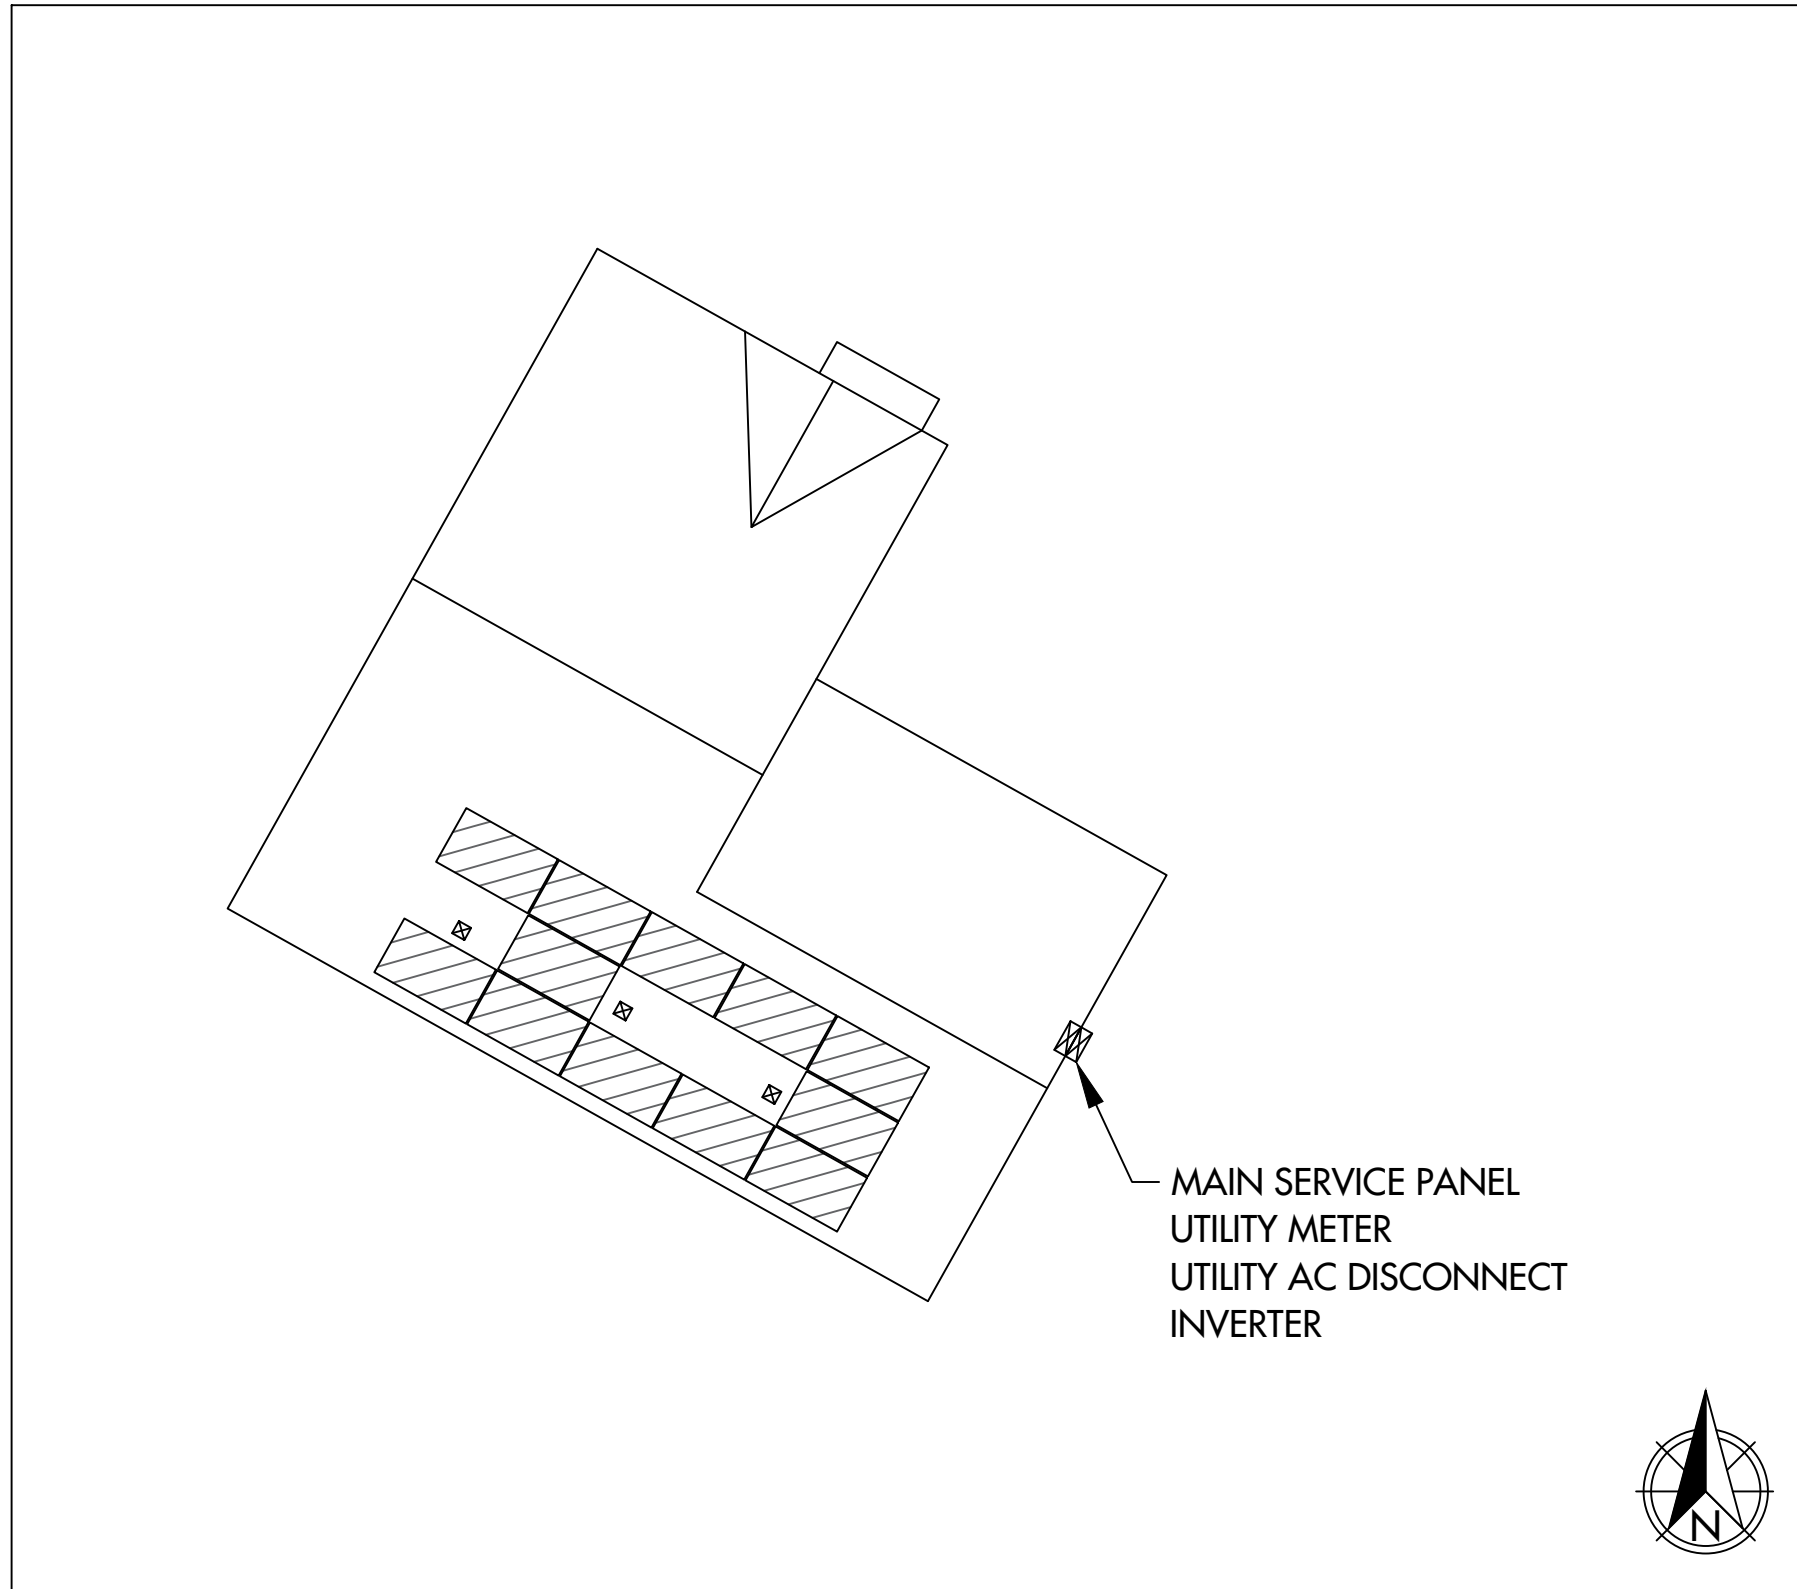 MAIN SERVICE PANEL
UTILITY METER
UTILITY AC DISCONNECT
INVERTER
N